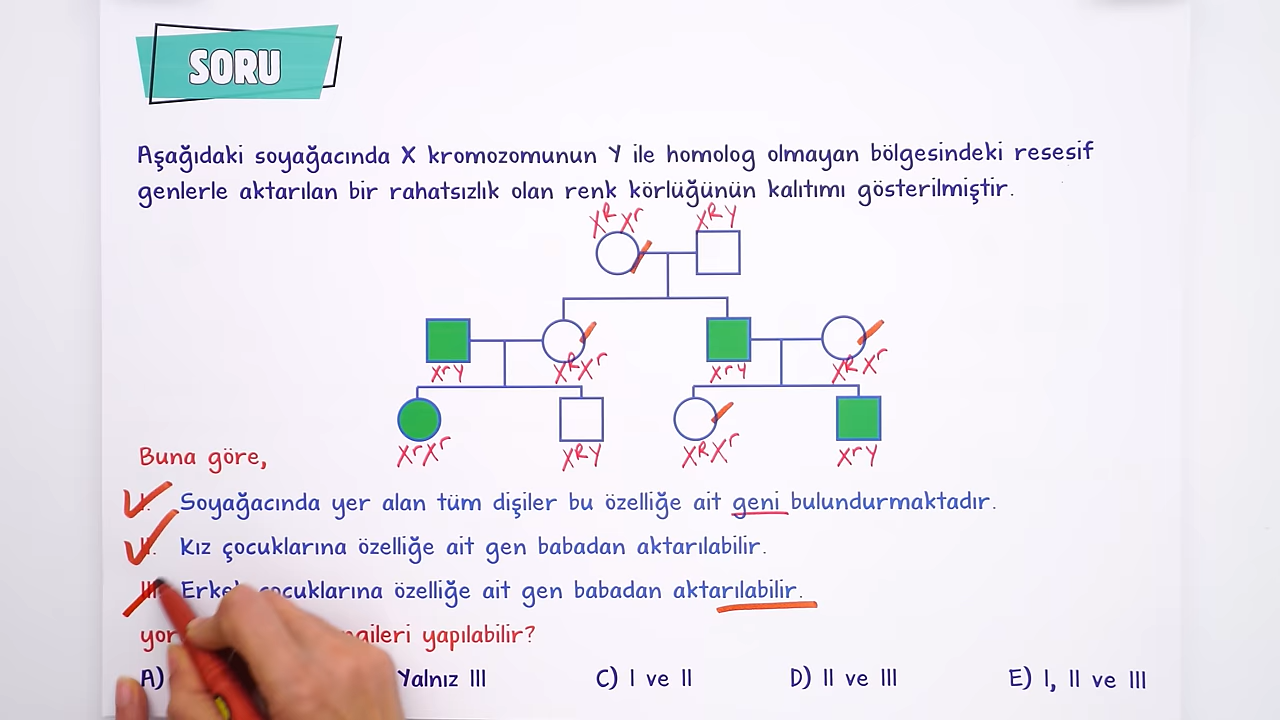 SORU
Aşağıdaki soyağacında X kromozomunun Y ile homolog olmayan bölgesindeki resesif
genlerle aktarılan bir rahatsızlık olan renk körlüğünün kalıtımı gösterilmiştir.
XᴿXʳ XᴿY
XʳY XᴿXʳ XʳY XᴿXʳ
XʳXʳ XᴿY XᴿXʳ XʳY
Buna göre,
I. Soyağacında yer alan tüm dişiler bu özelliğe ait geni bulundurmaktadır.
II. Kız çocuklarına özelliğe ait gen babadan aktarılabilir.
III. çocuklarına özelliğe ait gen babadan aktarılabilir.
yapılabilir?
A) Yalnız III C) I ve II D) II ve III E) I, II ve III